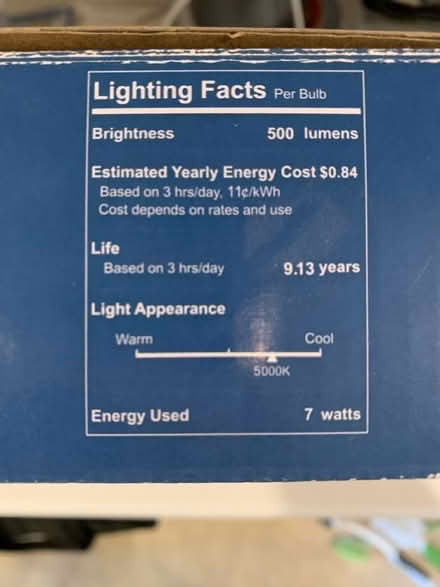 Lighting Facts Per Bulb
Brightness 500 lumens
Estimated Yearly Energy Cost $0.84
Based on 3 hrs/day, 11¢/kWh
Cost depends on rates and use
Life
Based on 3 hrs/day 9.13 years
Light Appearance
Warm Cool
5000K
Energy Used 7 watts